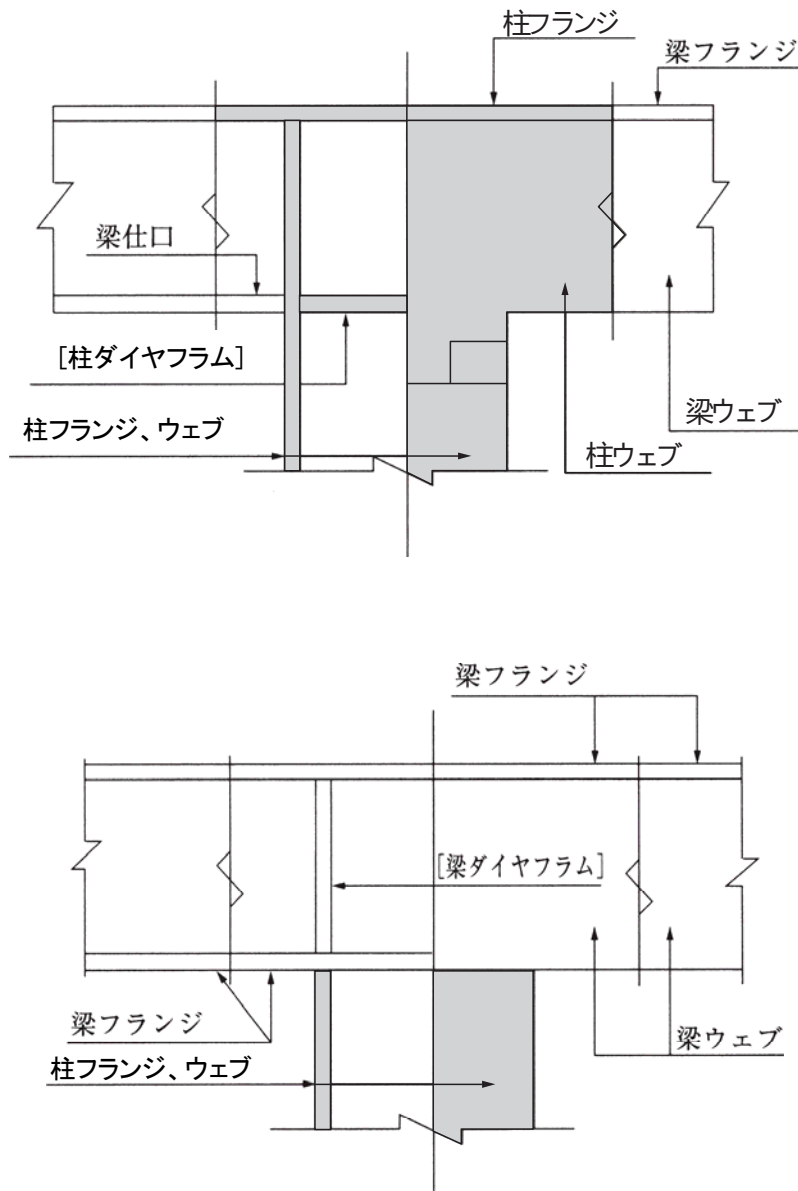 柱フランジ
梁フランジ
梁仕口
[柱ダイヤフラム]
柱フランジ、ウェブ
梁ウェブ
柱ウェブ
梁フランジ
[梁ダイヤフラム]
梁フランジ
梁ウェブ
柱フランジ、ウェブ